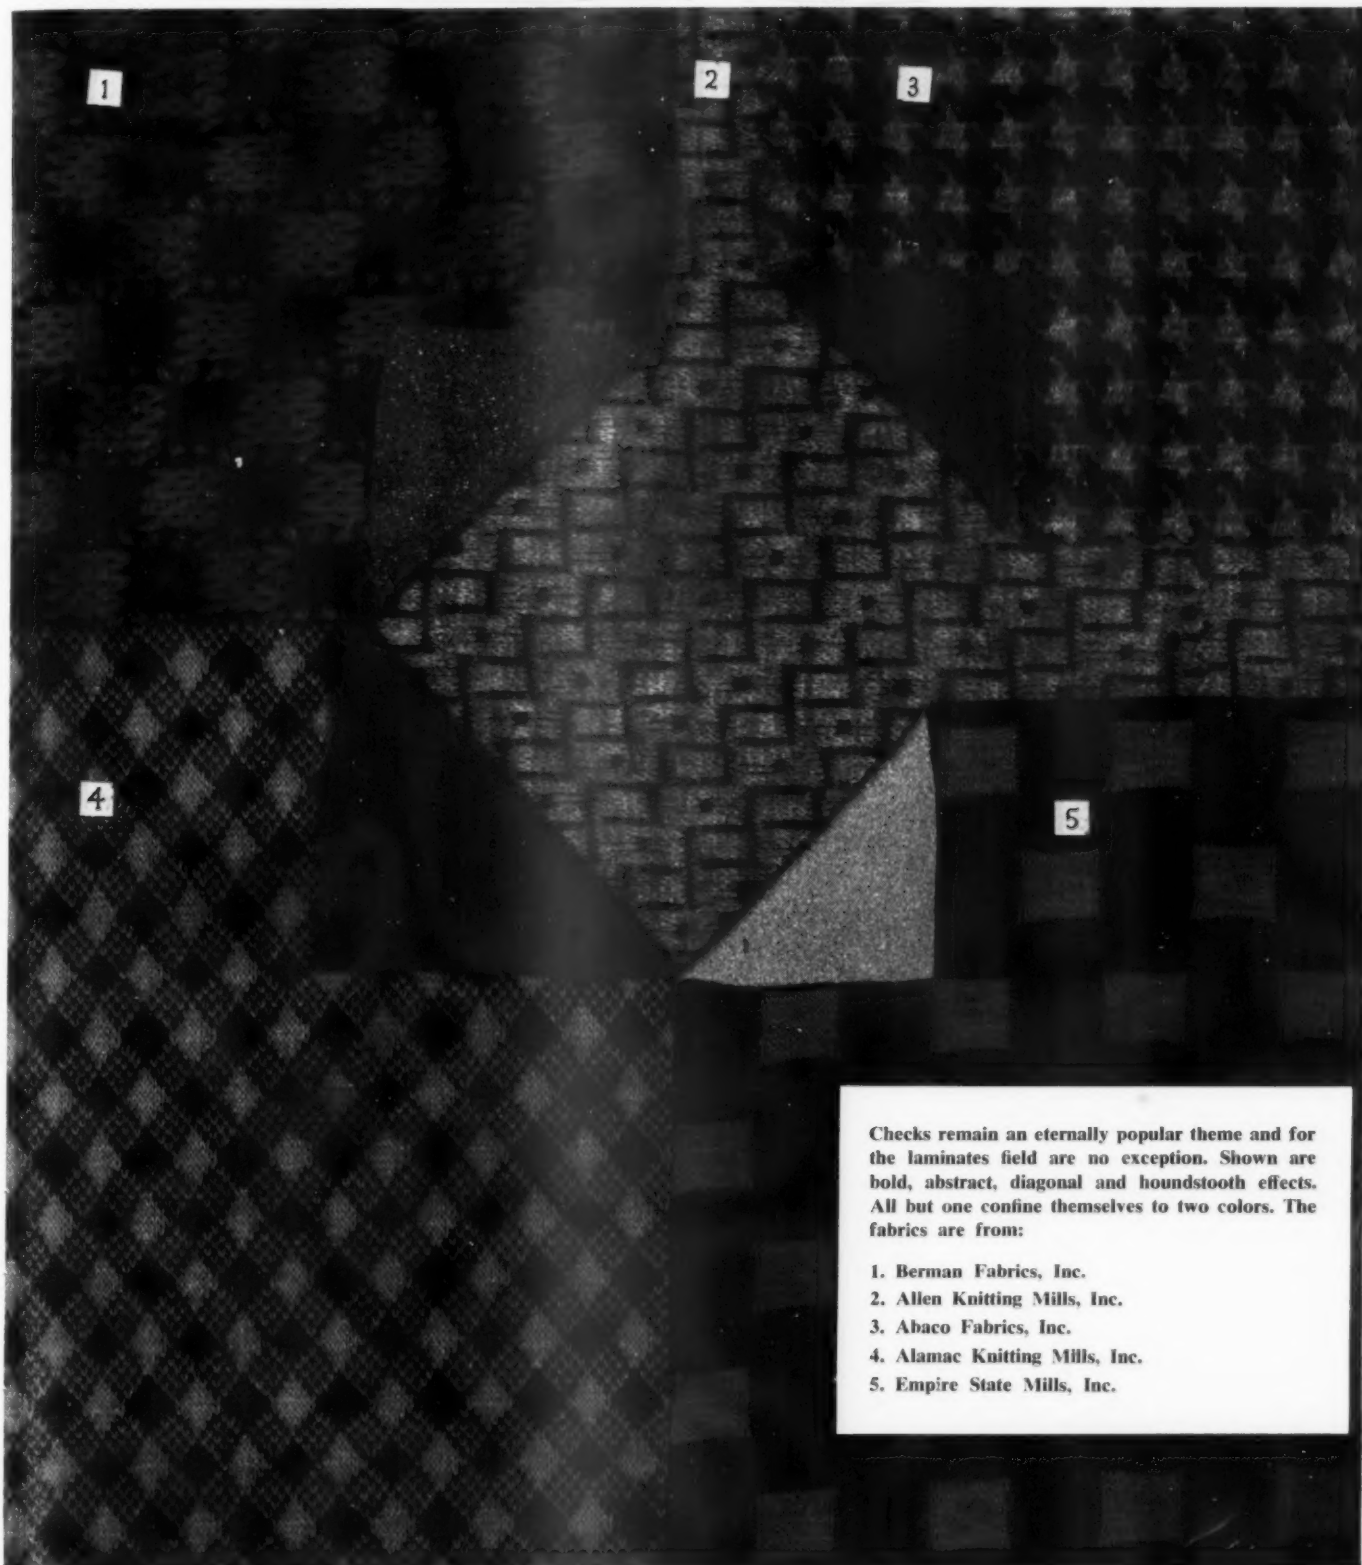 1
2
3
4
5
Checks remain an eternally popular theme and for
the laminates field are no exception. Shown are
bold, abstract, diagonal and houndstooth effects.
All but one confine themselves to two colors. The
fabrics are from:
1. Berman Fabrics, Inc.
2. Allen Knitting Mills, Inc.
3. Abaco Fabrics, Inc.
4. Alamac Knitting Mills, Inc.
5. Empire State Mills, Inc.